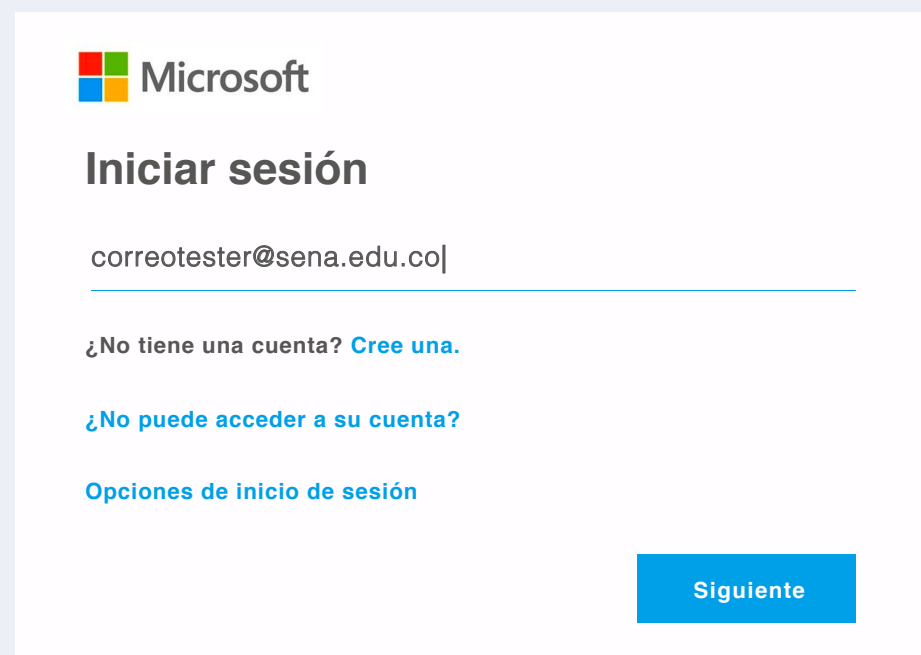 Microsoft
Iniciar sesión
correotester@sena.edu.co
¿No tiene una cuenta? Cree una.
¿No puede acceder a su cuenta?
Opciones de inicio de sesión
Siguiente